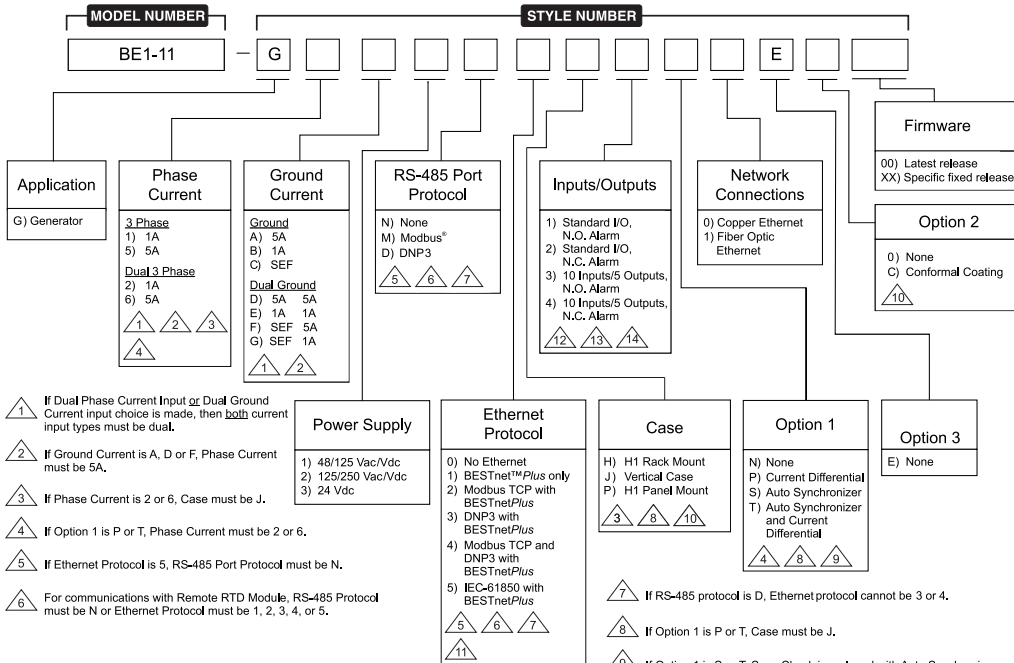 MODEL NUMBER
STYLE NUMBER
BE1-11
–
G
E
Application
G) Generator
Phase
Current
3 Phase
1) 1A
5) 5A
Dual 3 Phase
2) 1A
6) 5A
1 2 3
4
Ground
Current
Ground
A) 5A
B) 1A
C) SEF
Dual Ground
D) 5A 5A
E) 1A 1A
F) SEF 5A
G) SEF 1A
1 2
RS-485 Port
Protocol
N) None
M) Modbus®
D) DNP3
5 6 7
Inputs/Outputs
1) Standard I/O,
N.O. Alarm
2) Standard I/O,
N.C. Alarm
3) 10 Inputs/5 Outputs,
N.O. Alarm
4) 10 Inputs/5 Outputs,
N.C. Alarm
12 13 14
Network
Connections
0) Copper Ethernet
1) Fiber Optic
Ethernet
Firmware
00) Latest release
XX) Specific fixed release
Option 2
0) None
C) Conformal Coating
10
Power Supply
1) 48/125 Vac/Vdc
2) 125/250 Vac/Vdc
3) 24 Vdc
Ethernet
Protocol
0) No Ethernet
1) BESTnet™Plus only
2) Modbus TCP with
BESTnetPlus
3) DNP3 with
BESTnetPlus
4) Modbus TCP and
DNP3 with
BESTnetPlus
5) IEC-61850 with
BESTnetPlus
5 6 7
11
Case
H) H1 Rack Mount
J) Vertical Case
P) H1 Panel Mount
3 8 10
Option 1
N) None
P) Current Differential
S) Auto Synchronizer
T) Auto Synchronizer
and Current
Differential
4 8 9
Option 3
E) None
1 If Dual Phase Current Input or Dual Ground
Current input choice is made, then both current
input types must be dual.
2 If Ground Current is A, D or F, Phase Current
must be 5A.
3 If Phase Current is 2 or 6, Case must be J.
4 If Option 1 is P or T, Phase Current must be 2 or 6.
5 If Ethernet Protocol is 5, RS-485 Port Protocol must be N.
6 For communications with Remote RTD Module, RS-485 Protocol
must be N or Ethernet Protocol must be 1, 2, 3, 4, or 5.
7 If RS-485 protocol is D, Ethernet protocol cannot be 3 or 4.
8 If Option 1 is P or T, Case must be J.